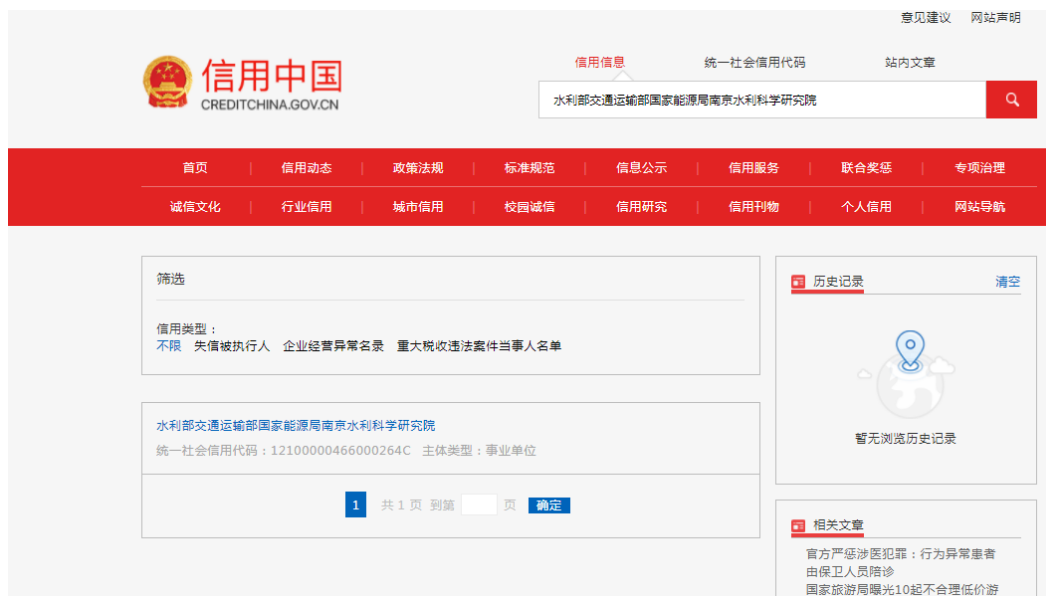 意见建议 网站声明
信用中国
CREDITCHINA.GOV.CN
信用信息 统一社会信用代码 站内文章
水利部交通运输部国家能源局南京水利科学研究院
首页 信用动态 政策法规 标准规范 信息公示 信用服务 联合奖惩 专项治理
诚信文化 行业信用 城市信用 校园诚信 信用研究 信用刊物 个人信用 网站导航
筛选
信用类型：
不限 失信被执行人 企业经营异常名录 重大税收违法案件当事人名单
水利部交通运输部国家能源局南京水利科学研究院
统一社会信用代码：12100000466000264C 主体类型：事业单位
1 共 1 页 到第 页 确定
历史记录 清空
暂无浏览历史记录
相关文章
官方严惩涉医犯罪：行为异常患者
由保卫人员陪诊
国家旅游局曝光10起不合理低价游